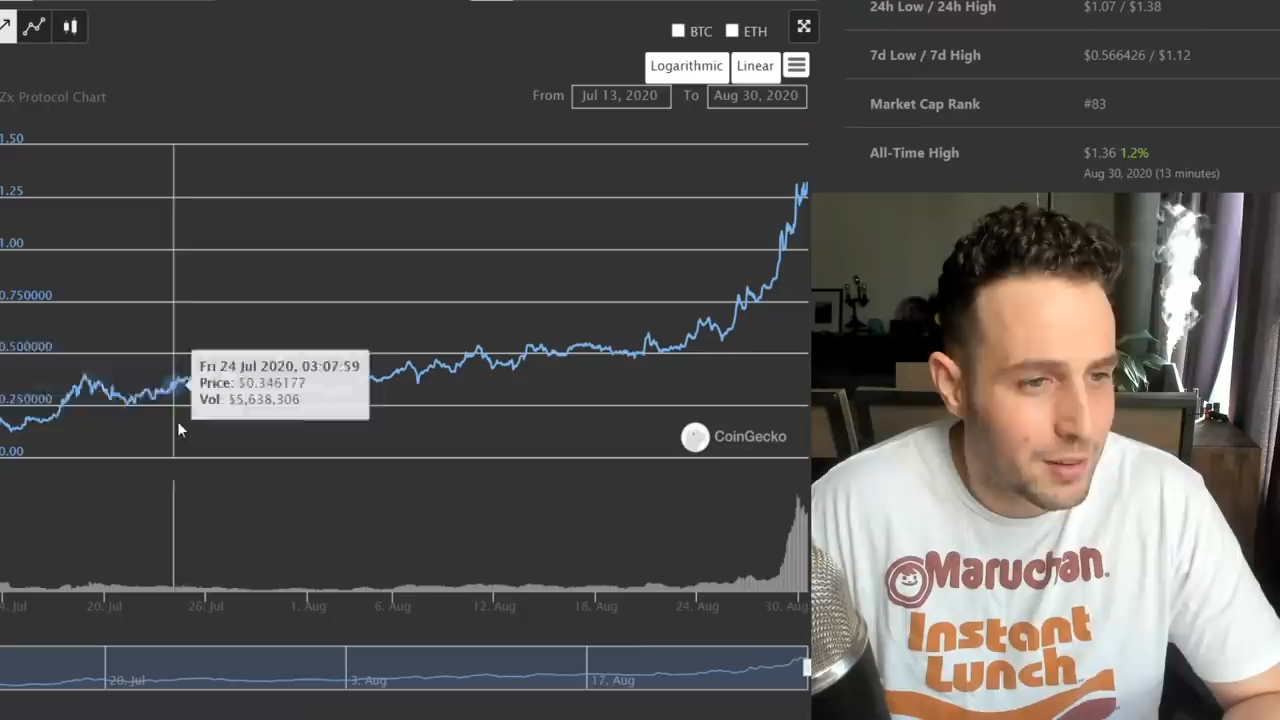 BTC
ETH
Logarithmic
Linear
Zx Protocol Chart
From
Jul 13, 2020
To
Aug 30, 2020
1.50
1.25
1.00
0.750000
0.500000
0.250000
0.00
Fri 24 Jul 2020, 03:07:59
Price: $0.346177
Vol: $5,638,306
CoinGecko
4. Jul
20. Jul
26. Jul
1. Aug
6. Aug
12. Aug
18. Aug
24. Aug
30. Aug
20. Jul
3. Aug
17. Aug
24h Low / 24h High
$1.07 / $1.38
7d Low / 7d High
$0.566426 / $1.12
Market Cap Rank
#83
All-Time High
$1.36 1.2%
Aug 30, 2020 (13 minutes)
Maruchan.
Instant
Lunch